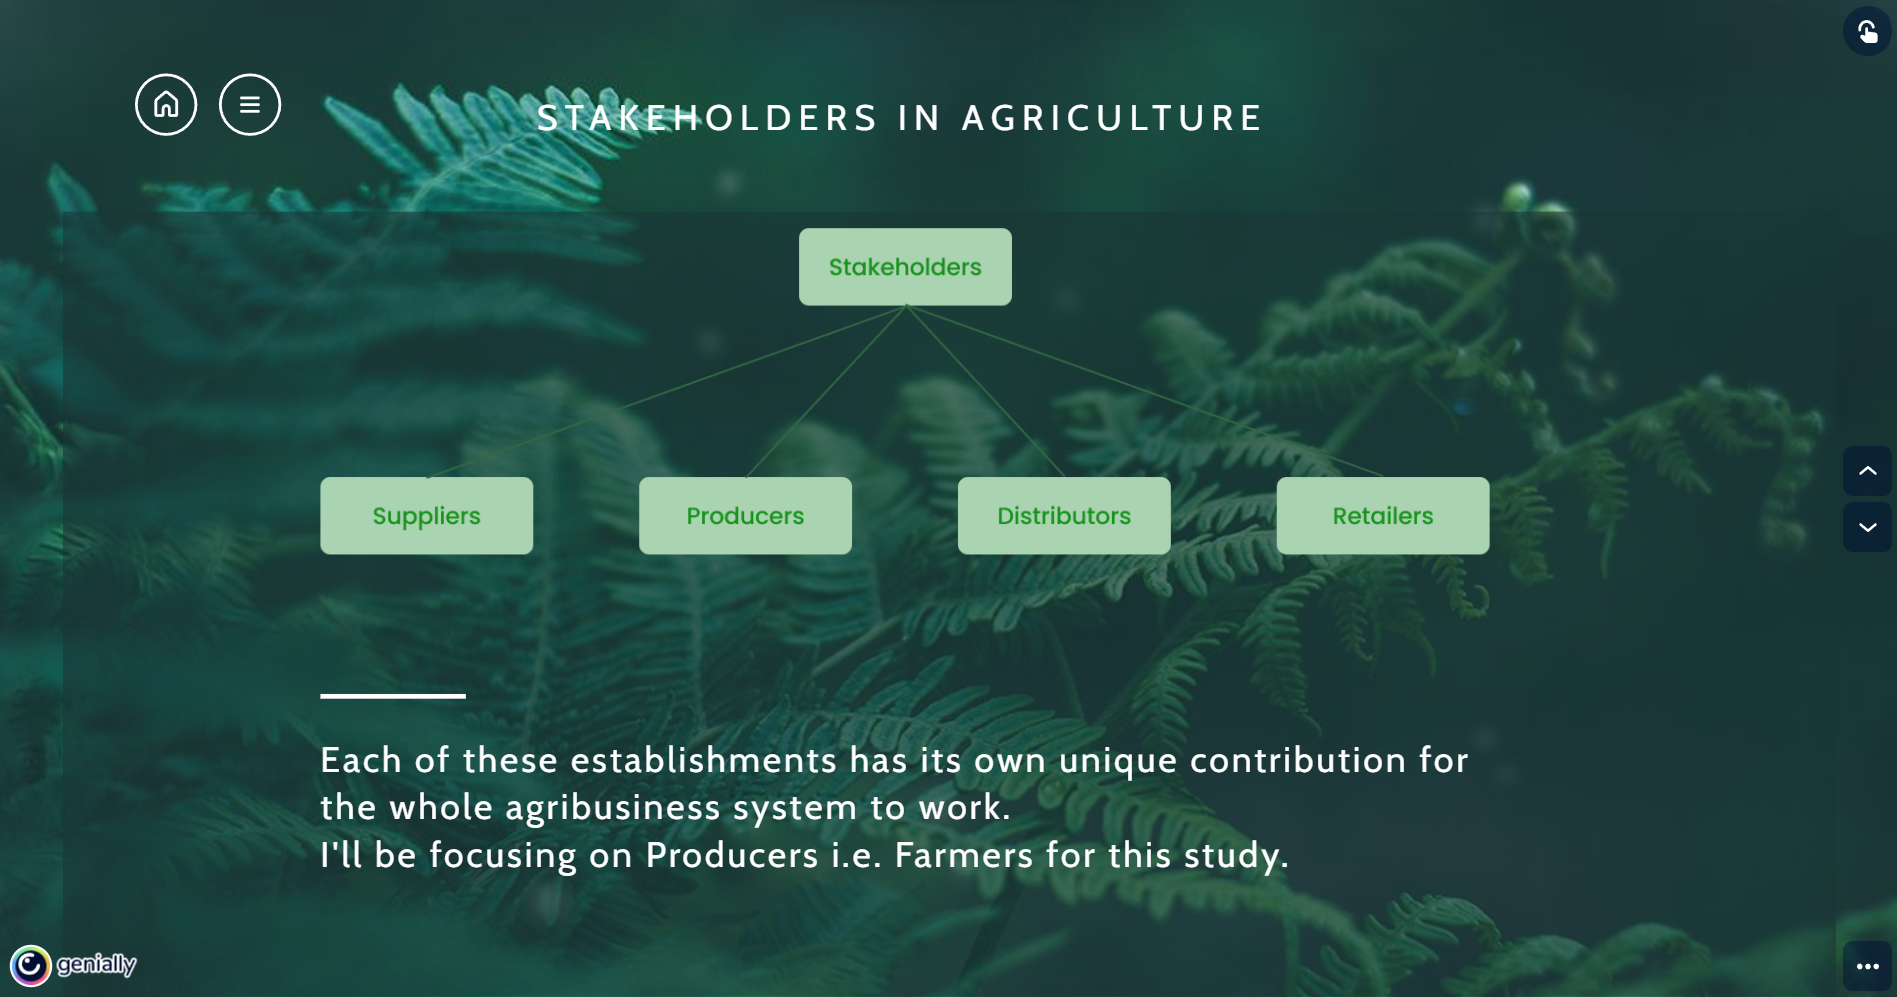 STAKEHOLDERS IN AGRICULTURE
Stakeholders
Suppliers
Producers
Distributors
Retailers
Each of these establishments has its own unique contribution for
the whole agribusiness system to work.
I'll be focusing on Producers i.e. Farmers for this study.
genially